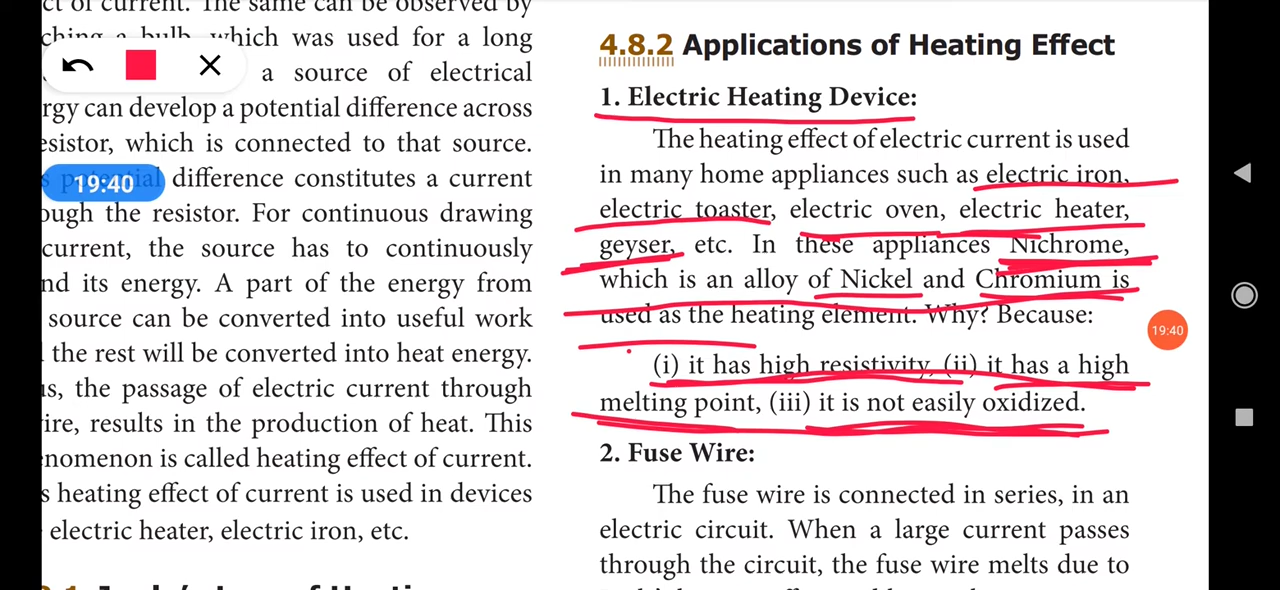 ct of current. The same can be observed by
which was used for a long
a source of electrical
rgy can develop a potential difference across
esistor, which is connected to that source.
19:40
difference constitutes a current
ough the resistor. For continuous drawing
current, the source has to continuously
nd its energy. A part of the energy from
source can be converted into useful work
the rest will be converted into heat energy.
us, the passage of electric current through
ire, results in the production of heat. This
enomenon is called heating effect of current.
s heating effect of current is used in devices
electric heater, electric iron, etc.
4.8.2 Applications of Heating Effect
1. Electric Heating Device:
The heating effect of electric current is used
in many home appliances such as electric iron,
electric toaster, electric oven, electric heater,
geyser, etc. In these appliances Nichrome,
which is an alloy of Nickel and Chromium is
used as the heating element. Why? Because:
(i) it has high resistivity, (ii) it has a high
melting point, (iii) it is not easily oxidized.
2. Fuse Wire:
The fuse wire is connected in series, in an
electric circuit. When a large current passes
through the circuit, the fuse wire melts due to
19:40